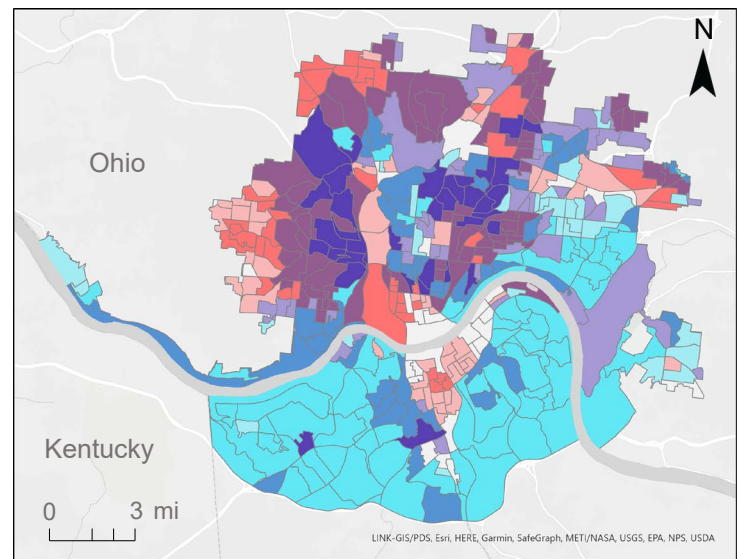 N
Ohio
Kentucky
0 3 mi
LINK-GIS/PDS, Esri, HERE, Garmin, SafeGraph, METI/NASA, USGS, EPA, NPS, USDA